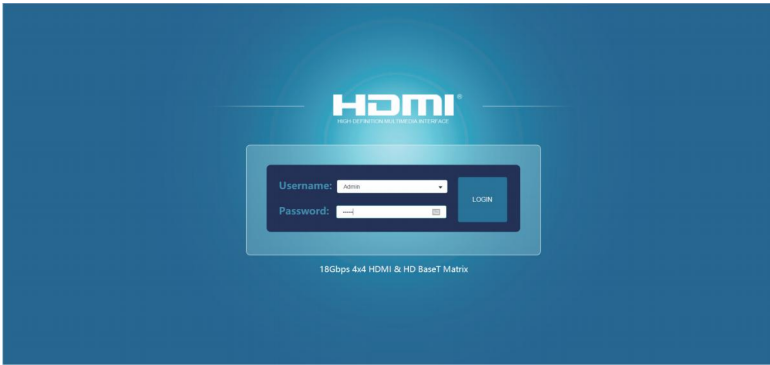 HDMI®
HIGH-DEFINITION MULTIMEDIA INTERFACE
Username: Admin
Password: •••••
LOGIN
18Gbps 4x4 HDMI & HD BaseT Matrix